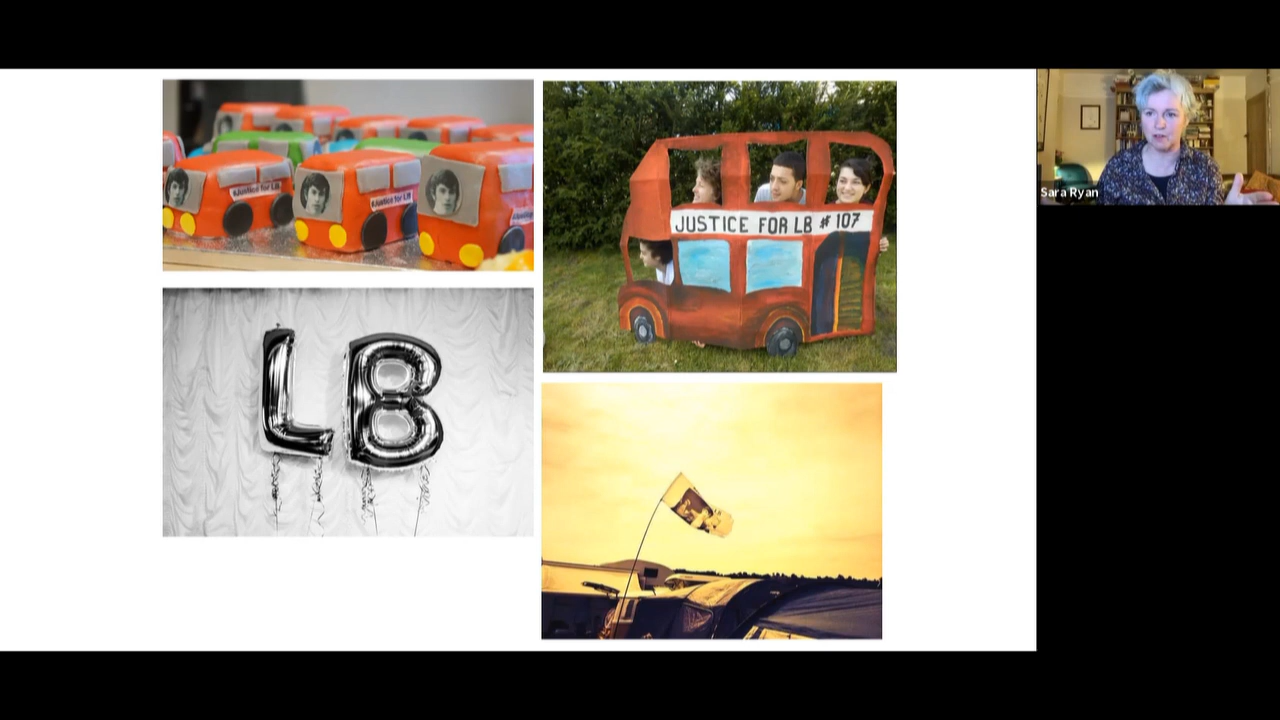 #Justice for LB
#Justice for LB
JUSTICE FOR LB # 107
LB
Sara Ryan